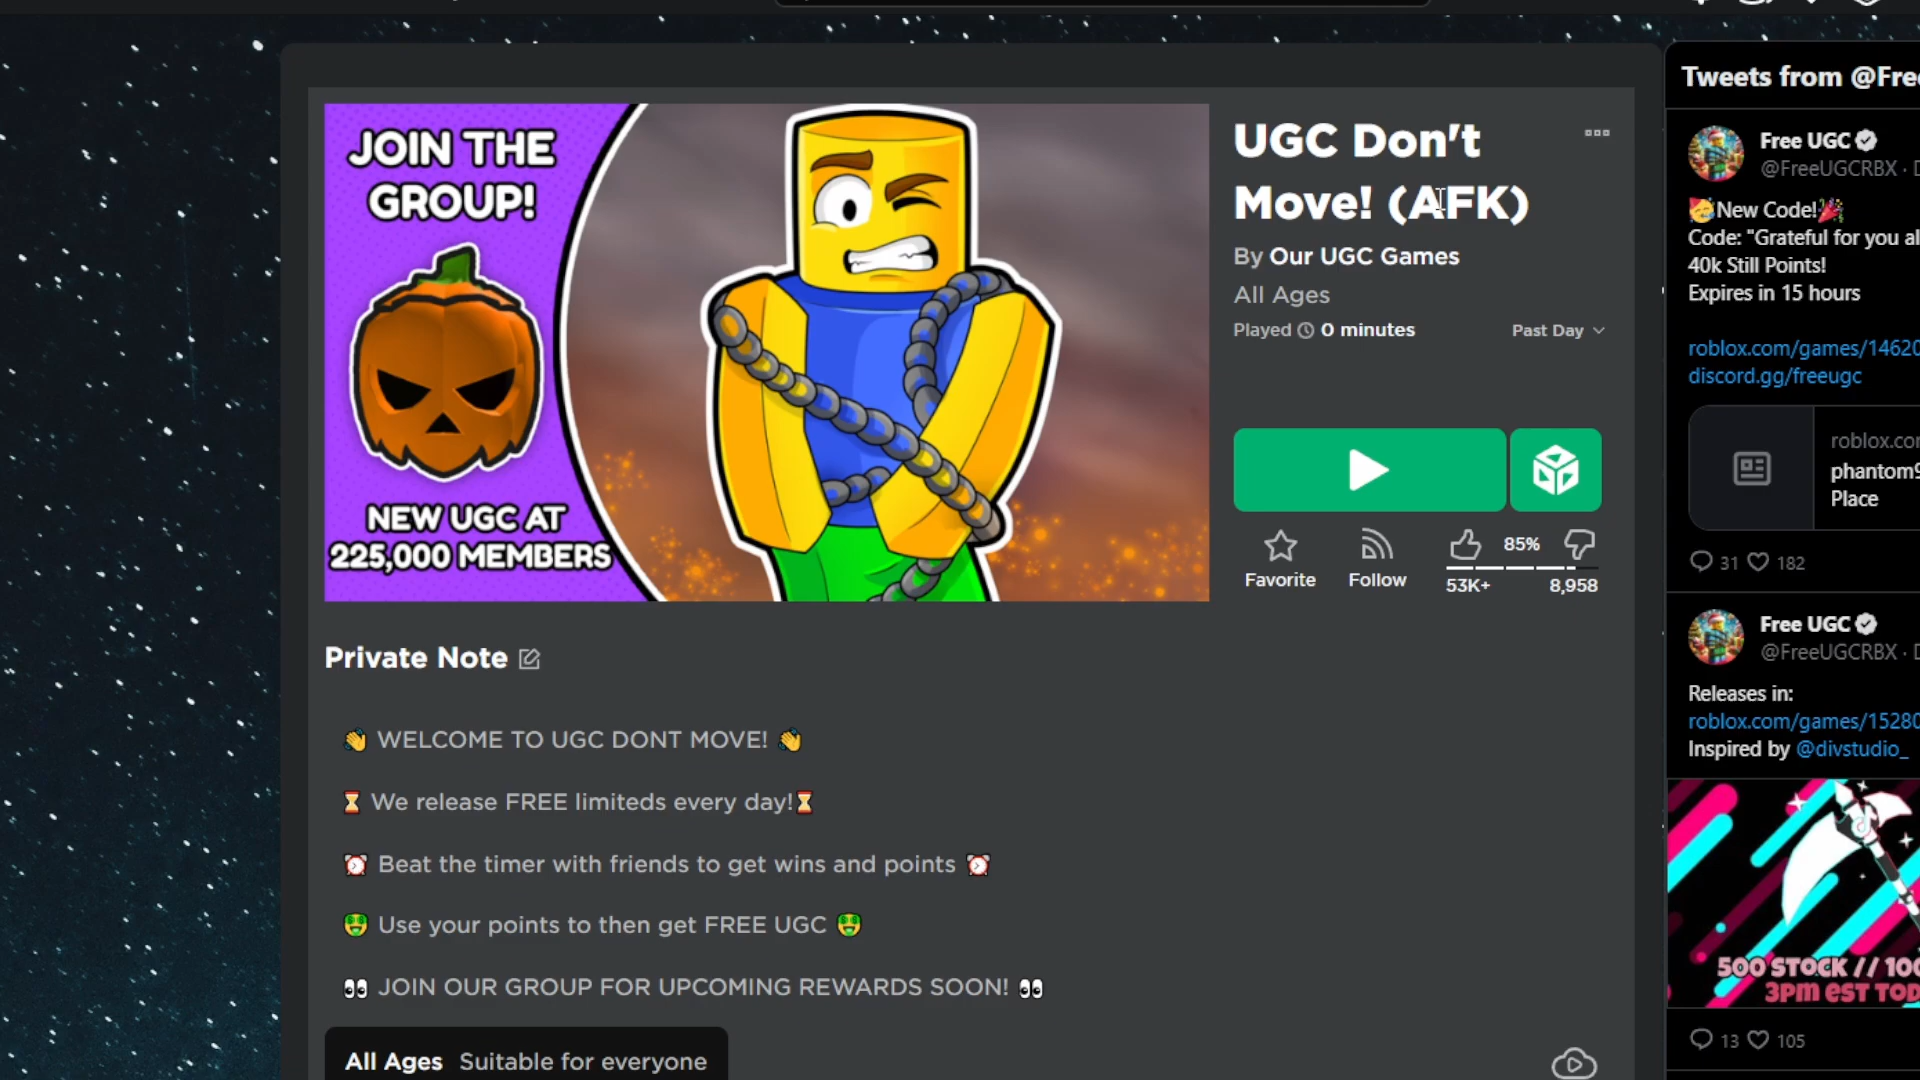 JOIN THE
GROUP!
NEW UGC AT
225,000 MEMBERS
UGC Don't
Move! (AFK)
By Our UGC Games
All Ages
Played 0 minutes
Past Day
Favorite
Follow
85%
53K+
8,958
Private Note
👋 WELCOME TO UGC DONT MOVE! 👋
⏳ We release FREE limiteds every day!⏳
⏰ Beat the timer with friends to get wins and points ⏰
🤑 Use your points to then get FREE UGC 🤑
👀 JOIN OUR GROUP FOR UPCOMING REWARDS SOON! 👀
All Ages Suitable for everyone
Tweets from @Free
Free UGC
@FreeUGCRBX ·
🥳New Code!🎉
Code: "Grateful for you al
40k Still Points!
Expires in 15 hours
roblox.com/games/14620
discord.gg/freeugc
roblox.com
phantom9
Place
31 182
Free UGC
@FreeUGCRBX ·
Releases in:
roblox.com/games/15280
Inspired by @divstudio_
500 STOCK // 100
3PM EST TOD
13 105